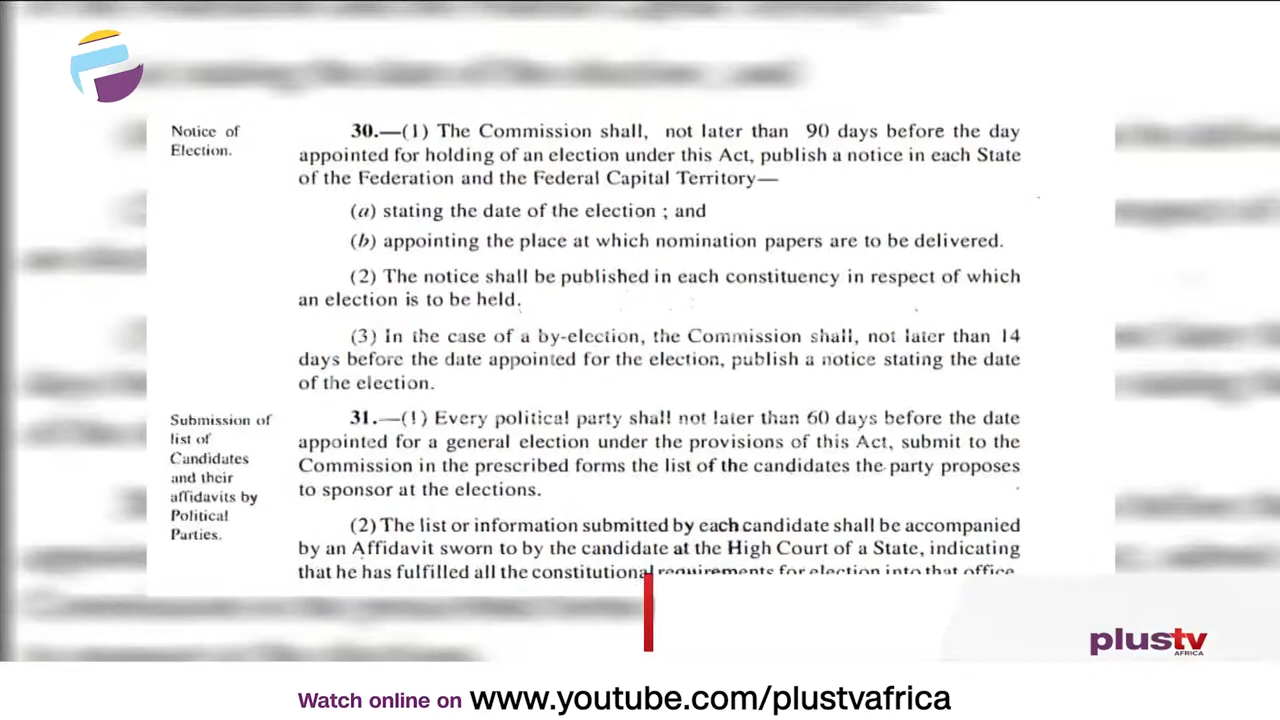 Notice of
Election.
30.—(1) The Commission shall, not later than 90 days before the day
appointed for holding of an election under this Act, publish a notice in each State
of the Federation and the Federal Capital Territory—
(a) stating the date of the election ; and
(b) appointing the place at which nomination papers are to be delivered.
(2) The notice shall be published in each constituency in respect of which
an election is to be held.
(3) In the case of a by-election, the Commission shall, not later than 14
days before the date appointed for the election, publish a notice stating the date
of the election.
Submission of
list of
Candidates
and their
affidavits by
Political
Parties.
31.—(1) Every political party shall not later than 60 days before the date
appointed for a general election under the provisions of this Act, submit to the
Commission in the prescribed forms the list of the candidates the party proposes
to sponsor at the elections.
(2) The list or information submitted by each candidate shall be accompanied
by an Affidavit sworn to by the candidate at the High Court of a State, indicating
that he has fulfilled all the constitutional requirements for election into that office
plustv
AFRICA
Watch online on www.youtube.com/plustvafrica